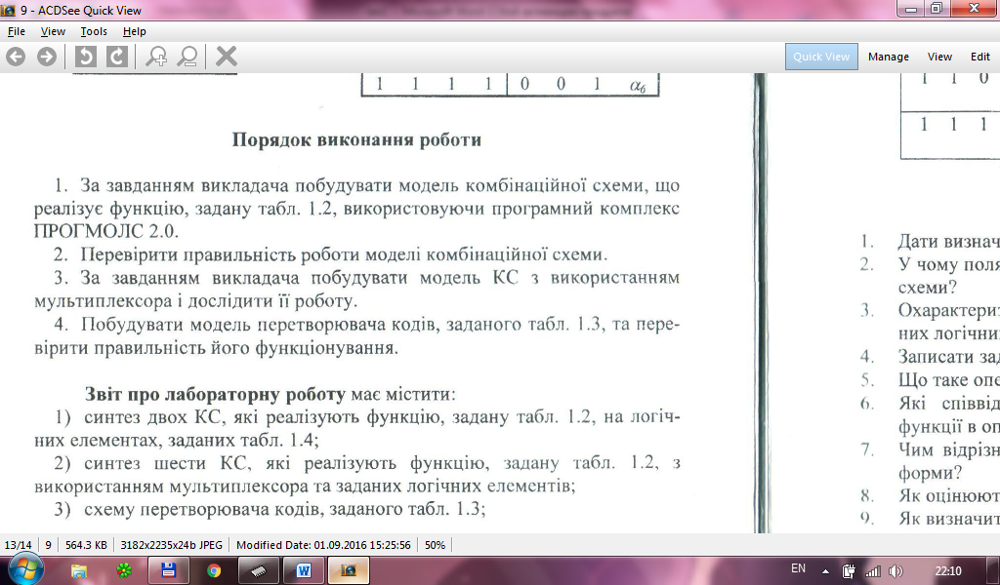 9 - ACDSee Quick View
File View Tools Help
Quick View Manage View Edit
1 1 1 1 0 0 1 α6
Порядок виконання роботи
1. За завданням викладача побудувати модель комбінаційної схеми, що
реалізує функцію, задану табл. 1.2, використовуючи програмний комплекс
ПРОГМОЛС 2.0.
2. Перевірити правильність роботи моделі комбінаційної схеми.
3. За завданням викладача побудувати модель КС з використанням
мультиплексора і дослідити її роботу.
4. Побудувати модель перетворювача кодів, заданого табл. 1.3, та пере-
вірити правильність його функціонування.
Звіт про лабораторну роботу має містити:
1) синтез двох КС, які реалізують функцію, задану табл. 1.2, на логіч-
них елементах, заданих табл. 1.4;
2) синтез шести КС, які реалізують функцію, задану табл. 1.2, з
використанням мультиплексора та заданих логічних елементів;
3) схему перетворювача кодів, заданого табл. 1.3;
1 1 0
1 1 1
1. Дати визнач
2. У чому поля
схеми?
3. Охарактери
них логічни
4. Записати за
5. Що таке опе
6. Які співвід
функції в оп
7. Чим відрізн
форми?
8. Як оцінюют
9. Як визначит
13/14 9 564.3 KB 3182x2235x24b JPEG Modified Date: 01.09.2016 15:25:56 50%
EN 22:10